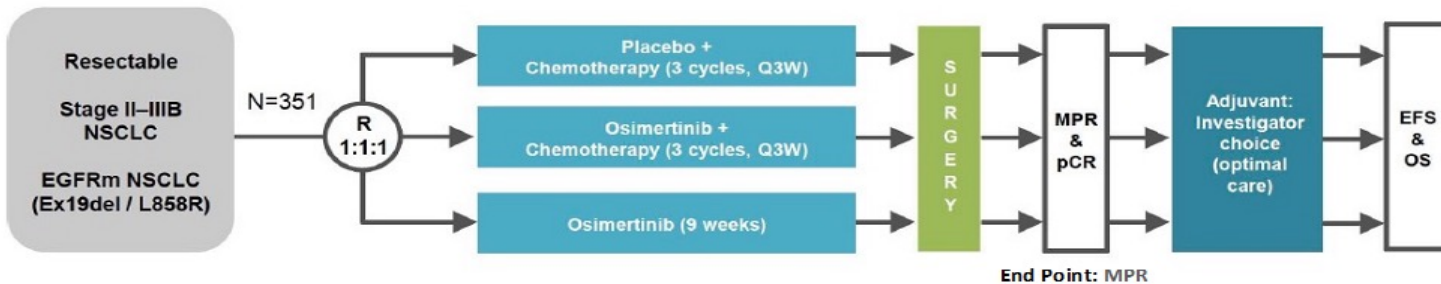 Resectable
Stage II–IIIB
NSCLC
EGFRm NSCLC
(Ex19del / L858R)
N=351
R
1:1:1
Placebo +
Chemotherapy (3 cycles, Q3W)
Osimertinib +
Chemotherapy (3 cycles, Q3W)
Osimertinib (9 weeks)
SURGERY
MPR
&
pCR
Adjuvant:
Investigator
choice
(optimal
care)
EFS
&
OS
End Point: MPR